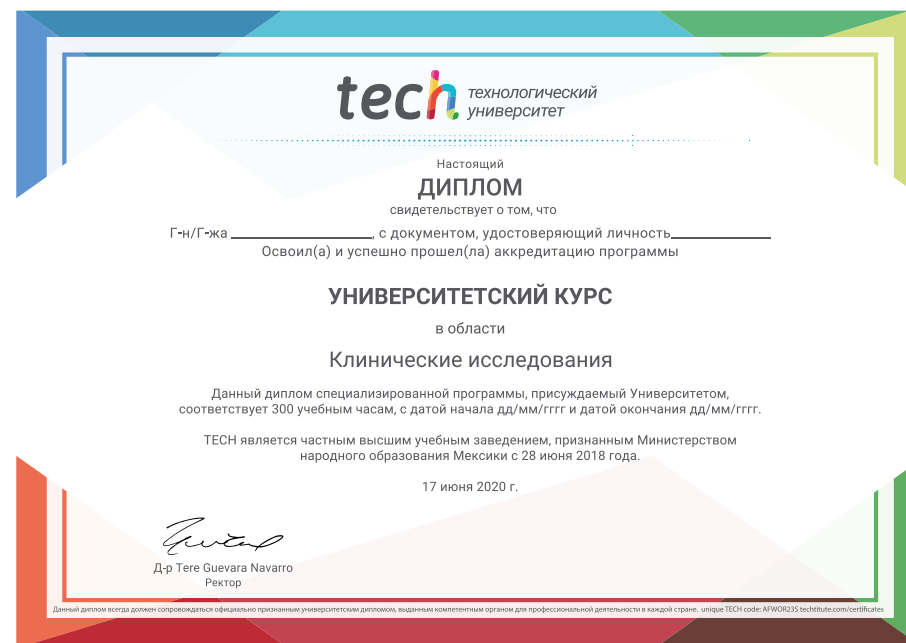 tech технологический
университет
Настоящий
ДИПЛОМ
свидетельствует о том, что
Г-н/Г-жа ____________, с документом, удостоверяющий личность____________
Освоил(а) и успешно прошел(ла) аккредитацию программы
УНИВЕРСИТЕТСКИЙ КУРС
в области
Клинические исследования
Данный диплом специализированной программы, присуждаемый Университетом,
соответствует 300 учебным часам, с датой начала дд/мм/гггг и датой окончания дд/мм/гггг.
TECH является частным высшим учебным заведением, признанным Министерством
народного образования Мексики с 28 июня 2018 года.
17 июня 2020 г.
Д-р Tere Guevara Navarro
Ректор
Данный диплом всегда должен сопровождаться официально признанным университетским дипломом, выданным компетентным органом для профессиональной деятельности в каждой стране. unique TECH code: AFWOR23S techtitute.com/certificates